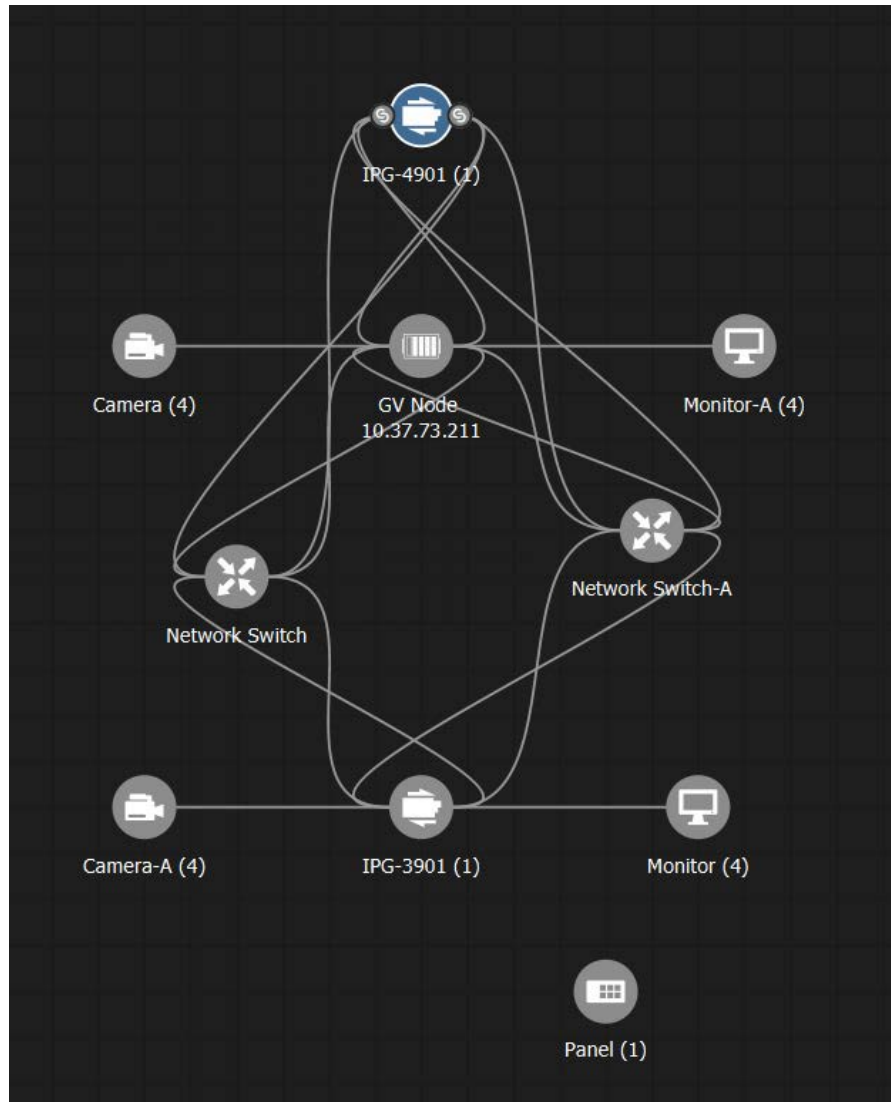 IPG-4901 (1)
Camera (4)
GV Node
10.37.73.211
Monitor-A (4)
Network Switch-A
Network Switch
Camera-A (4)
IPG-3901 (1)
Monitor (4)
Panel (1)